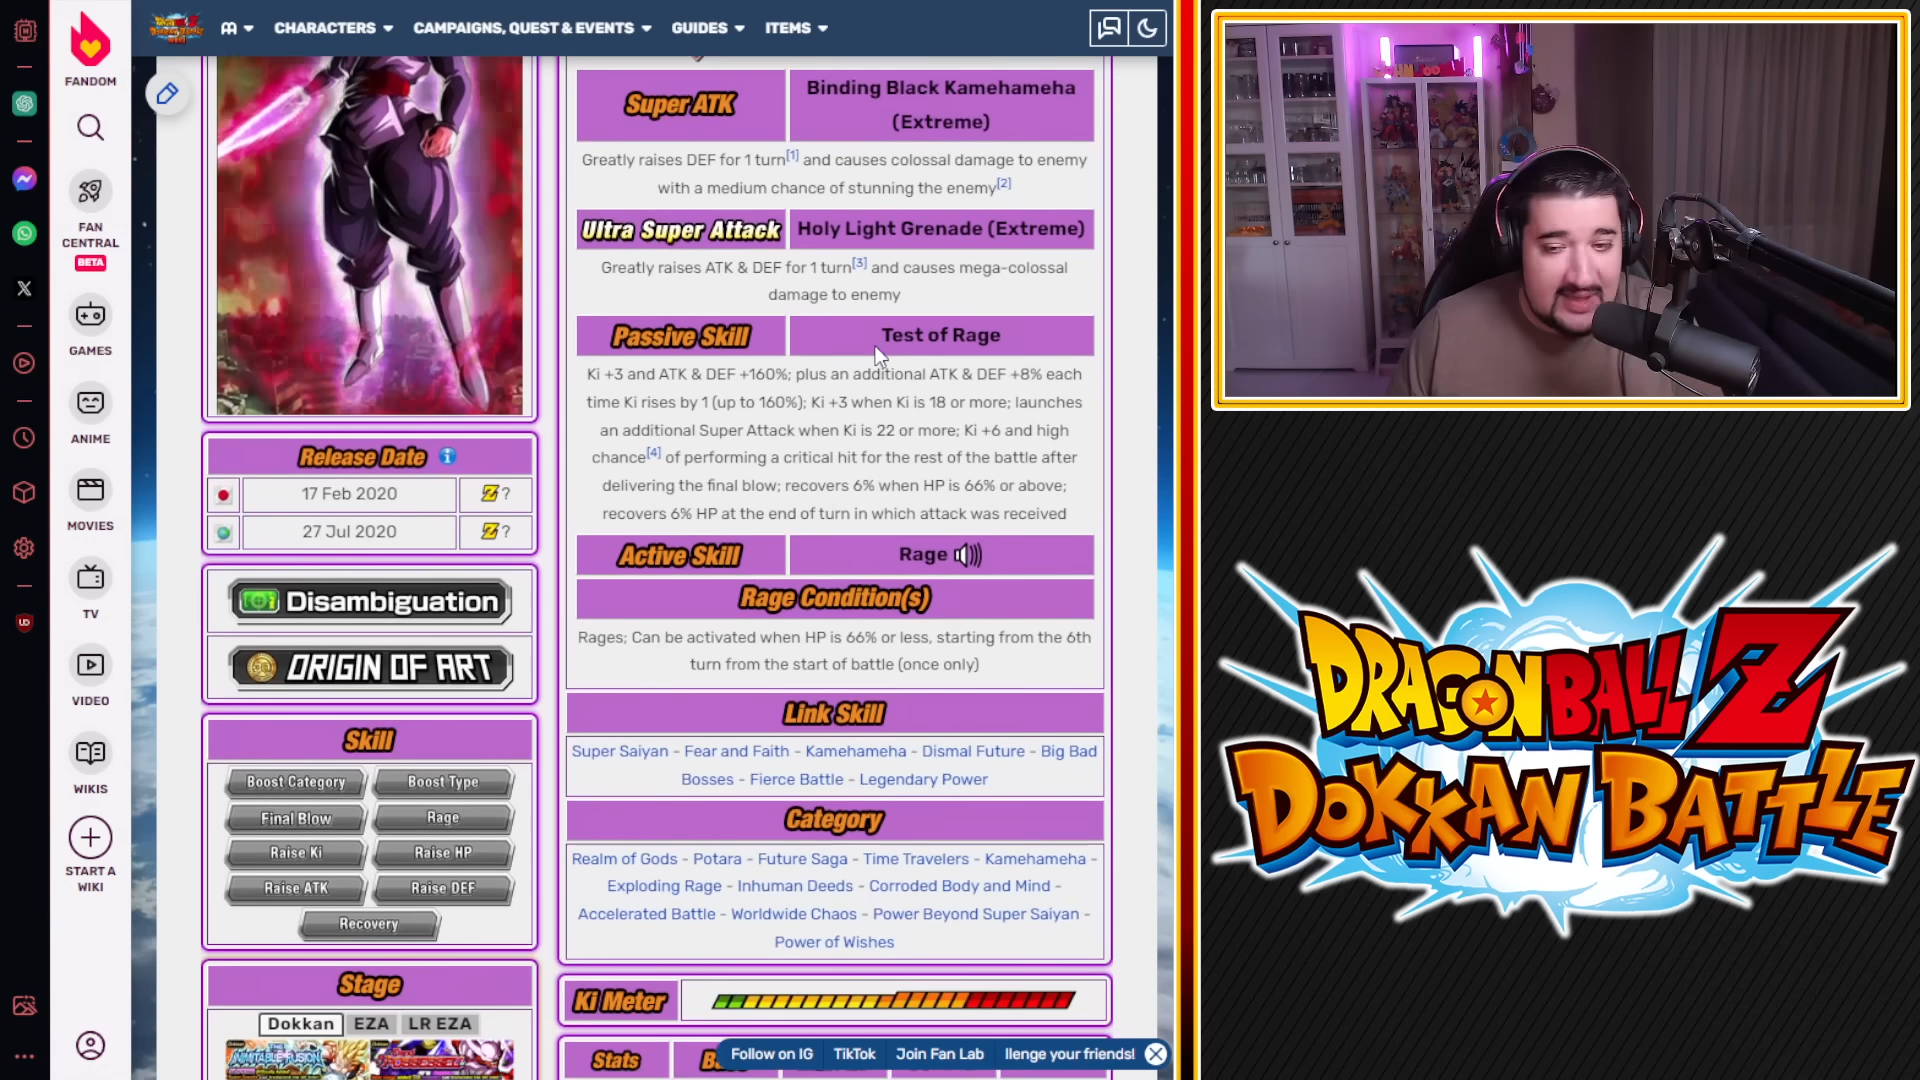 CHARACTERS
CAMPAIGNS, QUEST & EVENTS
GUIDES
ITEMS
FANDOM
FAN
CENTRAL
BETA
GAMES
ANIME
MOVIES
TV
VIDEO
WIKIS
START A
WIKI
UD
Release Date
17 Feb 2020
Z?
27 Jul 2020
Z?
Disambiguation
ORIGIN OF ART
Skill
Boost Category
Boost Type
Final Blow
Rage
Raise Ki
Raise HP
Raise ATK
Raise DEF
Recovery
Stage
Dokkan
EZA
LR EZA
Super ATK
Binding Black Kamehameha
(Extreme)
Greatly raises DEF for 1 turn[1] and causes colossal damage to enemy
with a medium chance of stunning the enemy[2]
Ultra Super Attack
Holy Light Grenade (Extreme)
Greatly raises ATK & DEF for 1 turn[3] and causes mega-colossal
damage to enemy
Passive Skill
Test of Rage
Ki +3 and ATK & DEF +160%; plus an additional ATK & DEF +8% each
time Ki rises by 1 (up to 160%); Ki +3 when Ki is 18 or more; launches
an additional Super Attack when Ki is 22 or more; Ki +6 and high
chance[4] of performing a critical hit for the rest of the battle after
delivering the final blow; recovers 6% when HP is 66% or above;
recovers 6% HP at the end of turn in which attack was received
Active Skill
Rage
Rage Condition(s)
Rages; Can be activated when HP is 66% or less, starting from the 6th
turn from the start of battle (once only)
Link Skill
Super Saiyan - Fear and Faith - Kamehameha - Dismal Future - Big Bad
Bosses - Fierce Battle - Legendary Power
Category
Realm of Gods - Potara - Future Saga - Time Travelers - Kamehameha -
Exploding Rage - Inhuman Deeds - Corroded Body and Mind -
Accelerated Battle - Worldwide Chaos - Power Beyond Super Saiyan -
Power of Wishes
Ki Meter
Stats
Follow on IG
TikTok
Join Fan Lab
llenge your friends!
DRAGON BALL Z
DOKKAN BATTLE